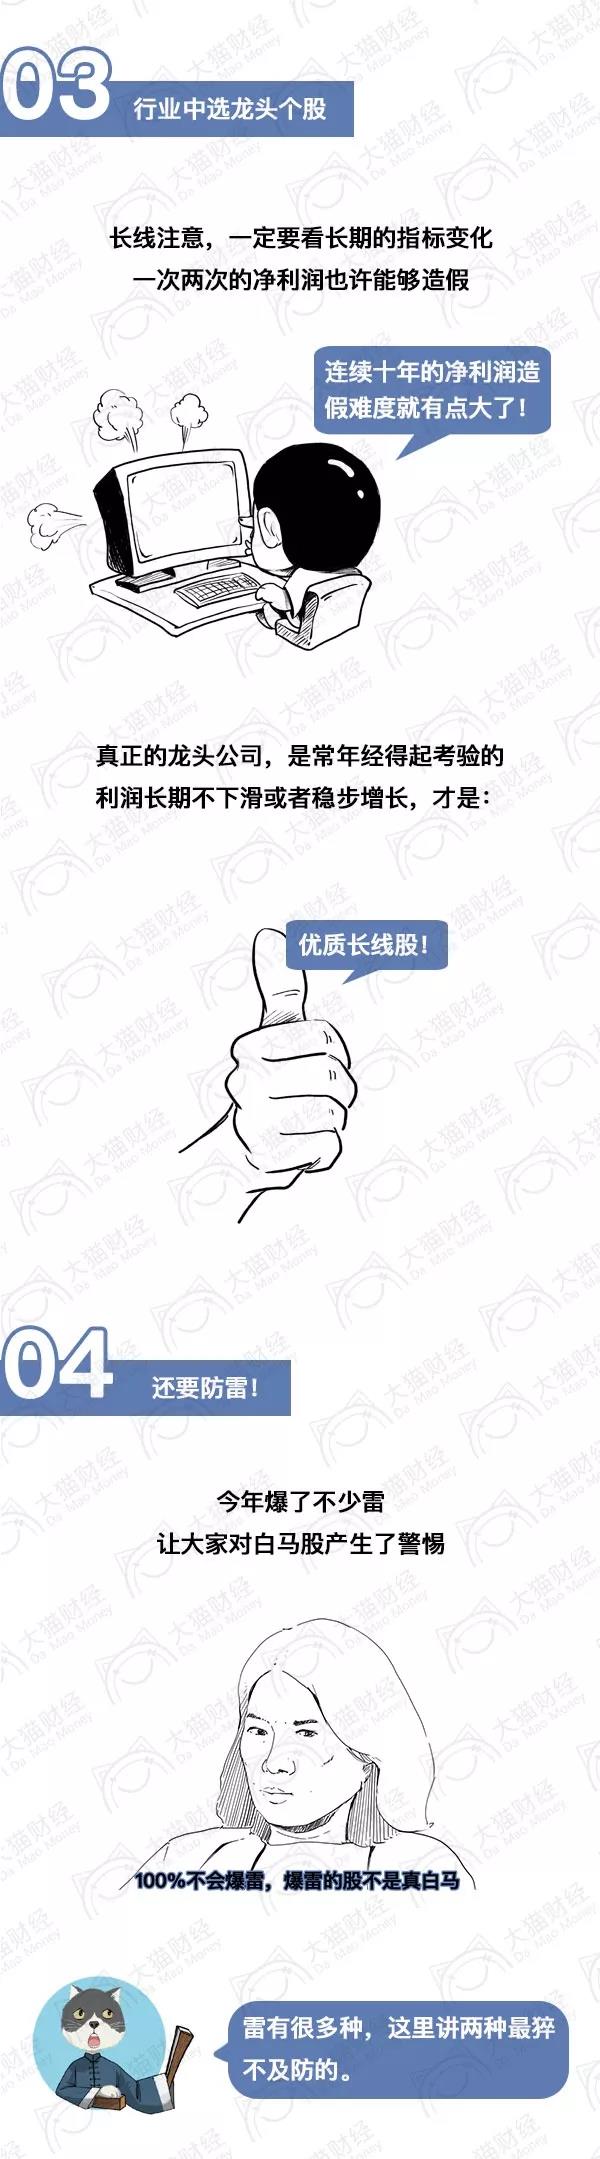 03
行业中选龙头个股
长线注意，一定要看长期的指标变化
一次两次的净利润也许能够造假
连续十年的净利润造
假难度就有点大了！
真正的龙头公司，是常年经得起考验的
利润长期不下滑或者稳步增长，才是：
优质长线股！
04
还要防雷！
今年爆了不少雷
让大家对白马股产生了警惕
100%不会爆雷，爆雷的股不是真白马
雷有很多种，这里讲两种最猝
不及防的。
大猫财经
Da Mao Money